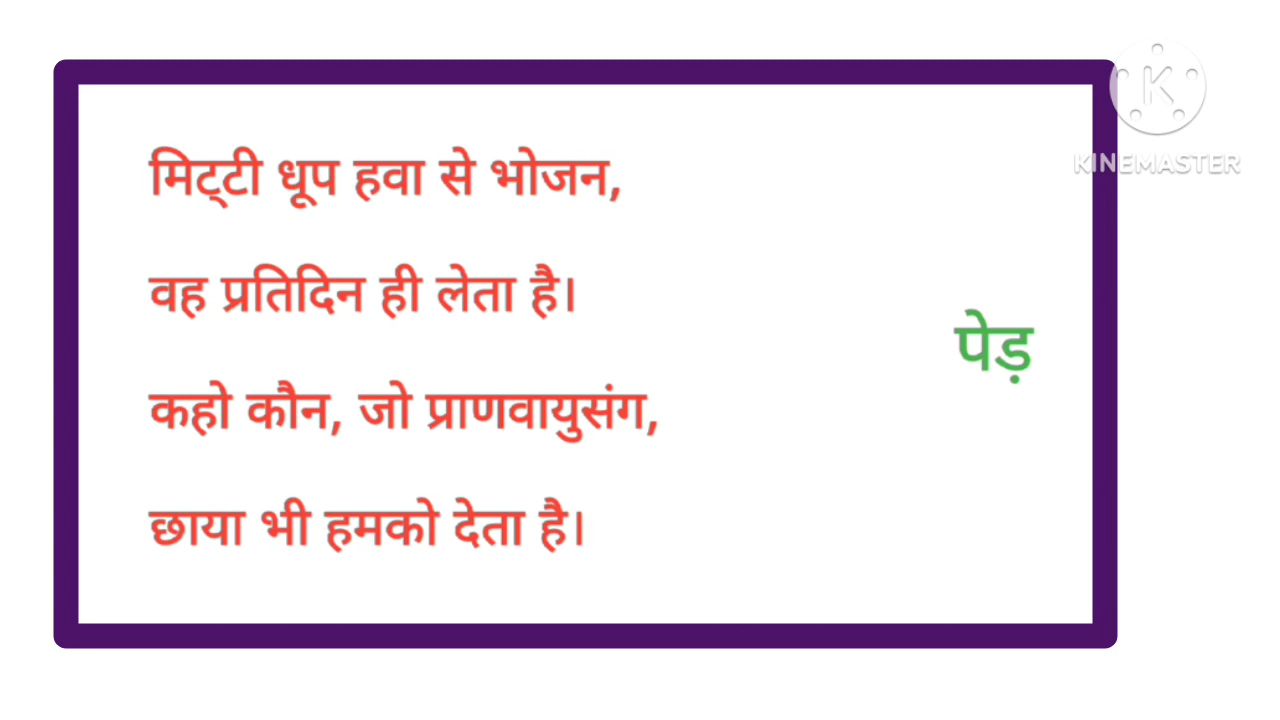 मिट्टी धूप हवा से भोजन,
वह प्रतिदिन ही लेता है।
कहो कौन, जो प्राणवायुसंग,
छाया भी हमको देता है।
पेड़
KINEMASTER